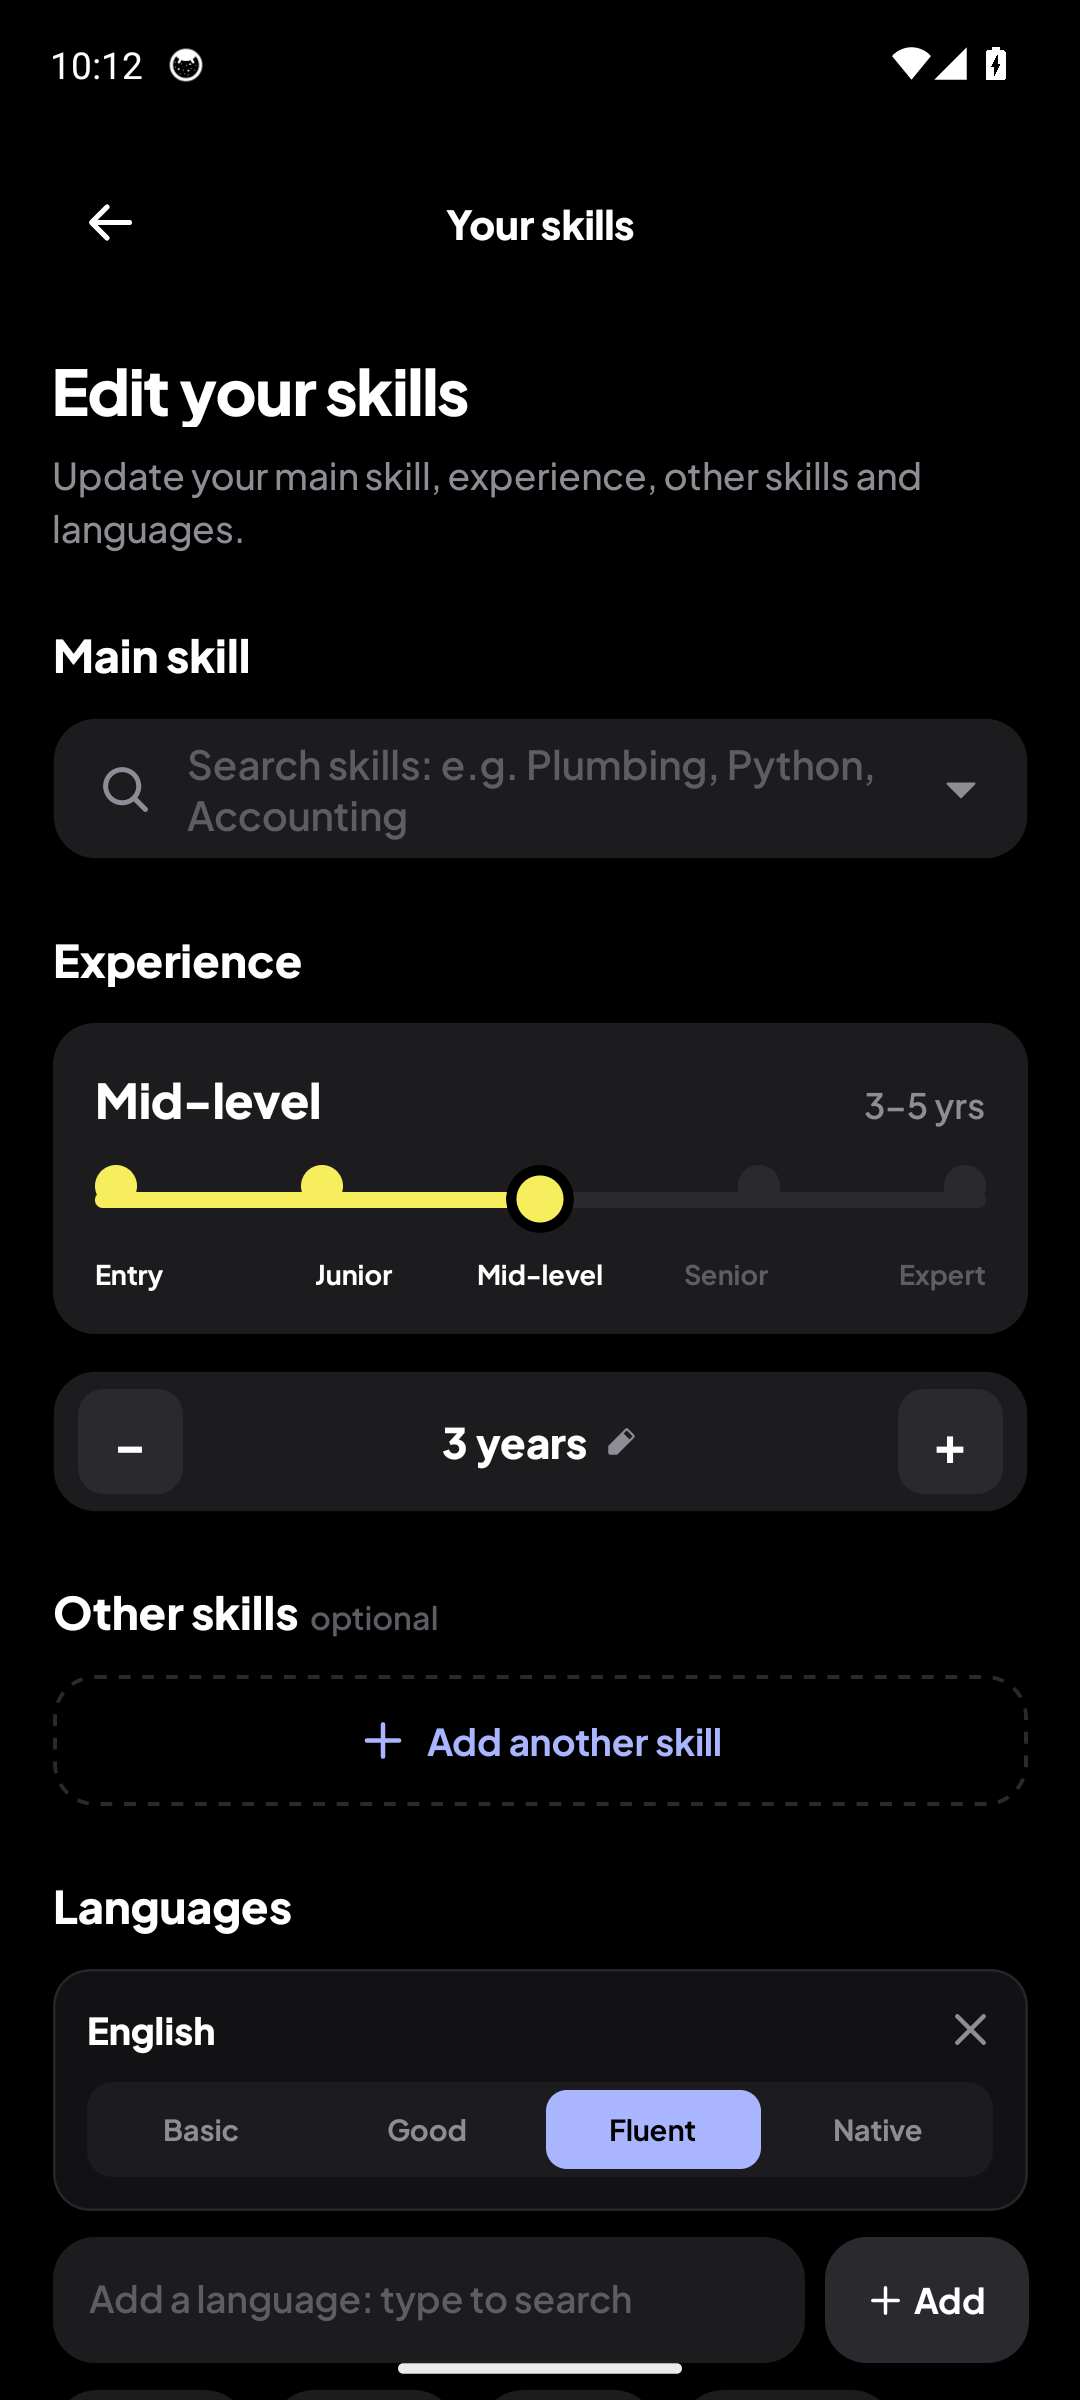 10:12
Your skills
Edit your skills
Update your main skill, experience, other skills and
languages.
Main skill
Search skills: e.g. Plumbing, Python,
Accounting
Experience
Mid-level
3–5 yrs
Entry
Junior
Mid-level
Senior
Expert
–
3 years
+
Other skills optional
+ Add another skill
Languages
English
Basic
Good
Fluent
Native
Add a language: type to search
+ Add